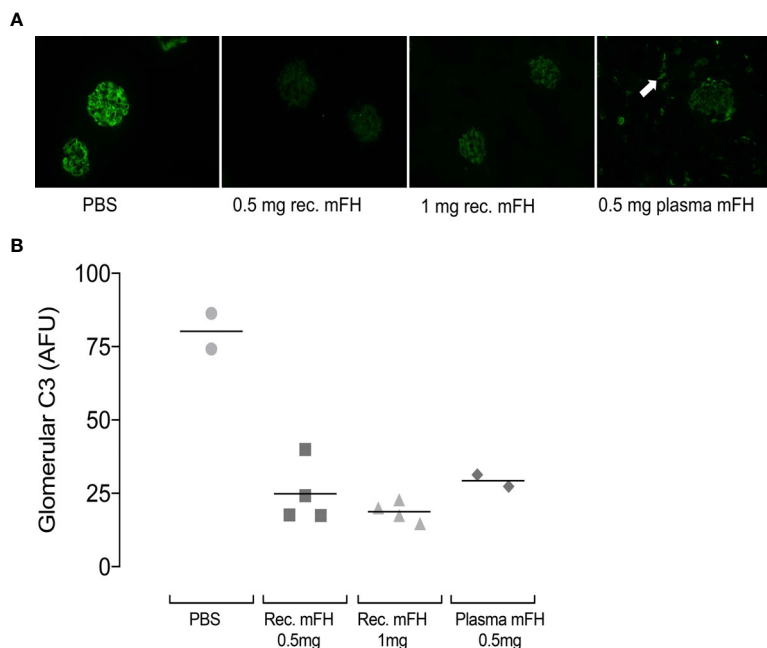 A
PBS
0.5 mg rec. mFH
1 mg rec. mFH
0.5 mg plasma mFH
B
Glomerular C3 (AFU)
100
75
50
25
0
PBS
Rec. mFH
0.5mg
Rec. mFH
1mg
Plasma mFH
0.5mg